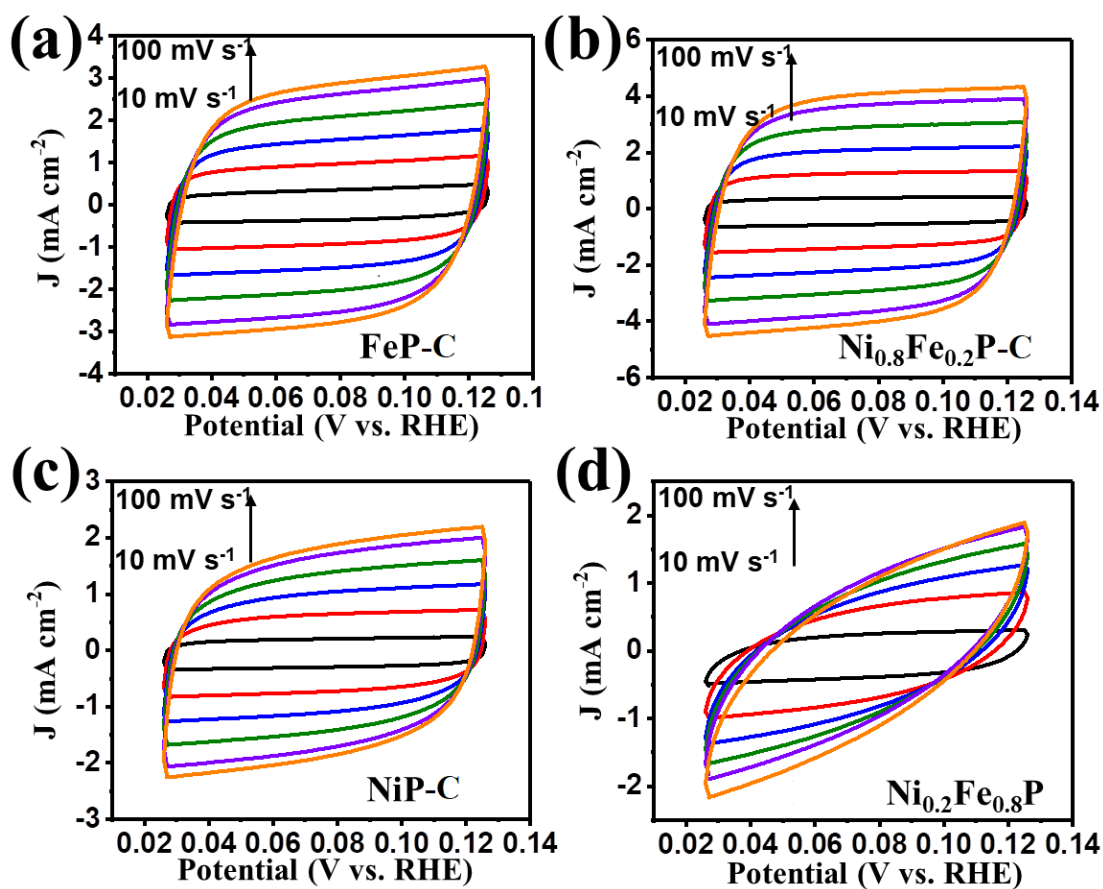 (a)
100 mV s⁻¹
10 mV s⁻¹
3
2
1
0
-1
-2
-3
-4
J (mA cm⁻²)
FeP-C
0.02 0.04 0.06 0.08 0.10 0.12 0.1
Potential (V vs. RHE)
(b)
100 mV s⁻¹
10 mV s⁻¹
6
4
2
0
-2
-4
-6
J (mA cm⁻²)
Ni₀.₈Fe₀.₂P-C
0.02 0.04 0.06 0.08 0.10 0.12 0.14
Potential (V vs. RHE)
(c)
100 mV s⁻¹
10 mV s⁻¹
3
2
1
0
-1
-2
-3
J (mA cm⁻²)
NiP-C
0.02 0.04 0.06 0.08 0.10 0.12 0.14
Potential (V vs. RHE)
(d)
100 mV s⁻¹
10 mV s⁻¹
2
1
0
-1
-2
J (mA cm⁻²)
Ni₀.₂Fe₀.₈P
0.02 0.04 0.06 0.08 0.10 0.12 0.14
Potential (V vs. RHE)